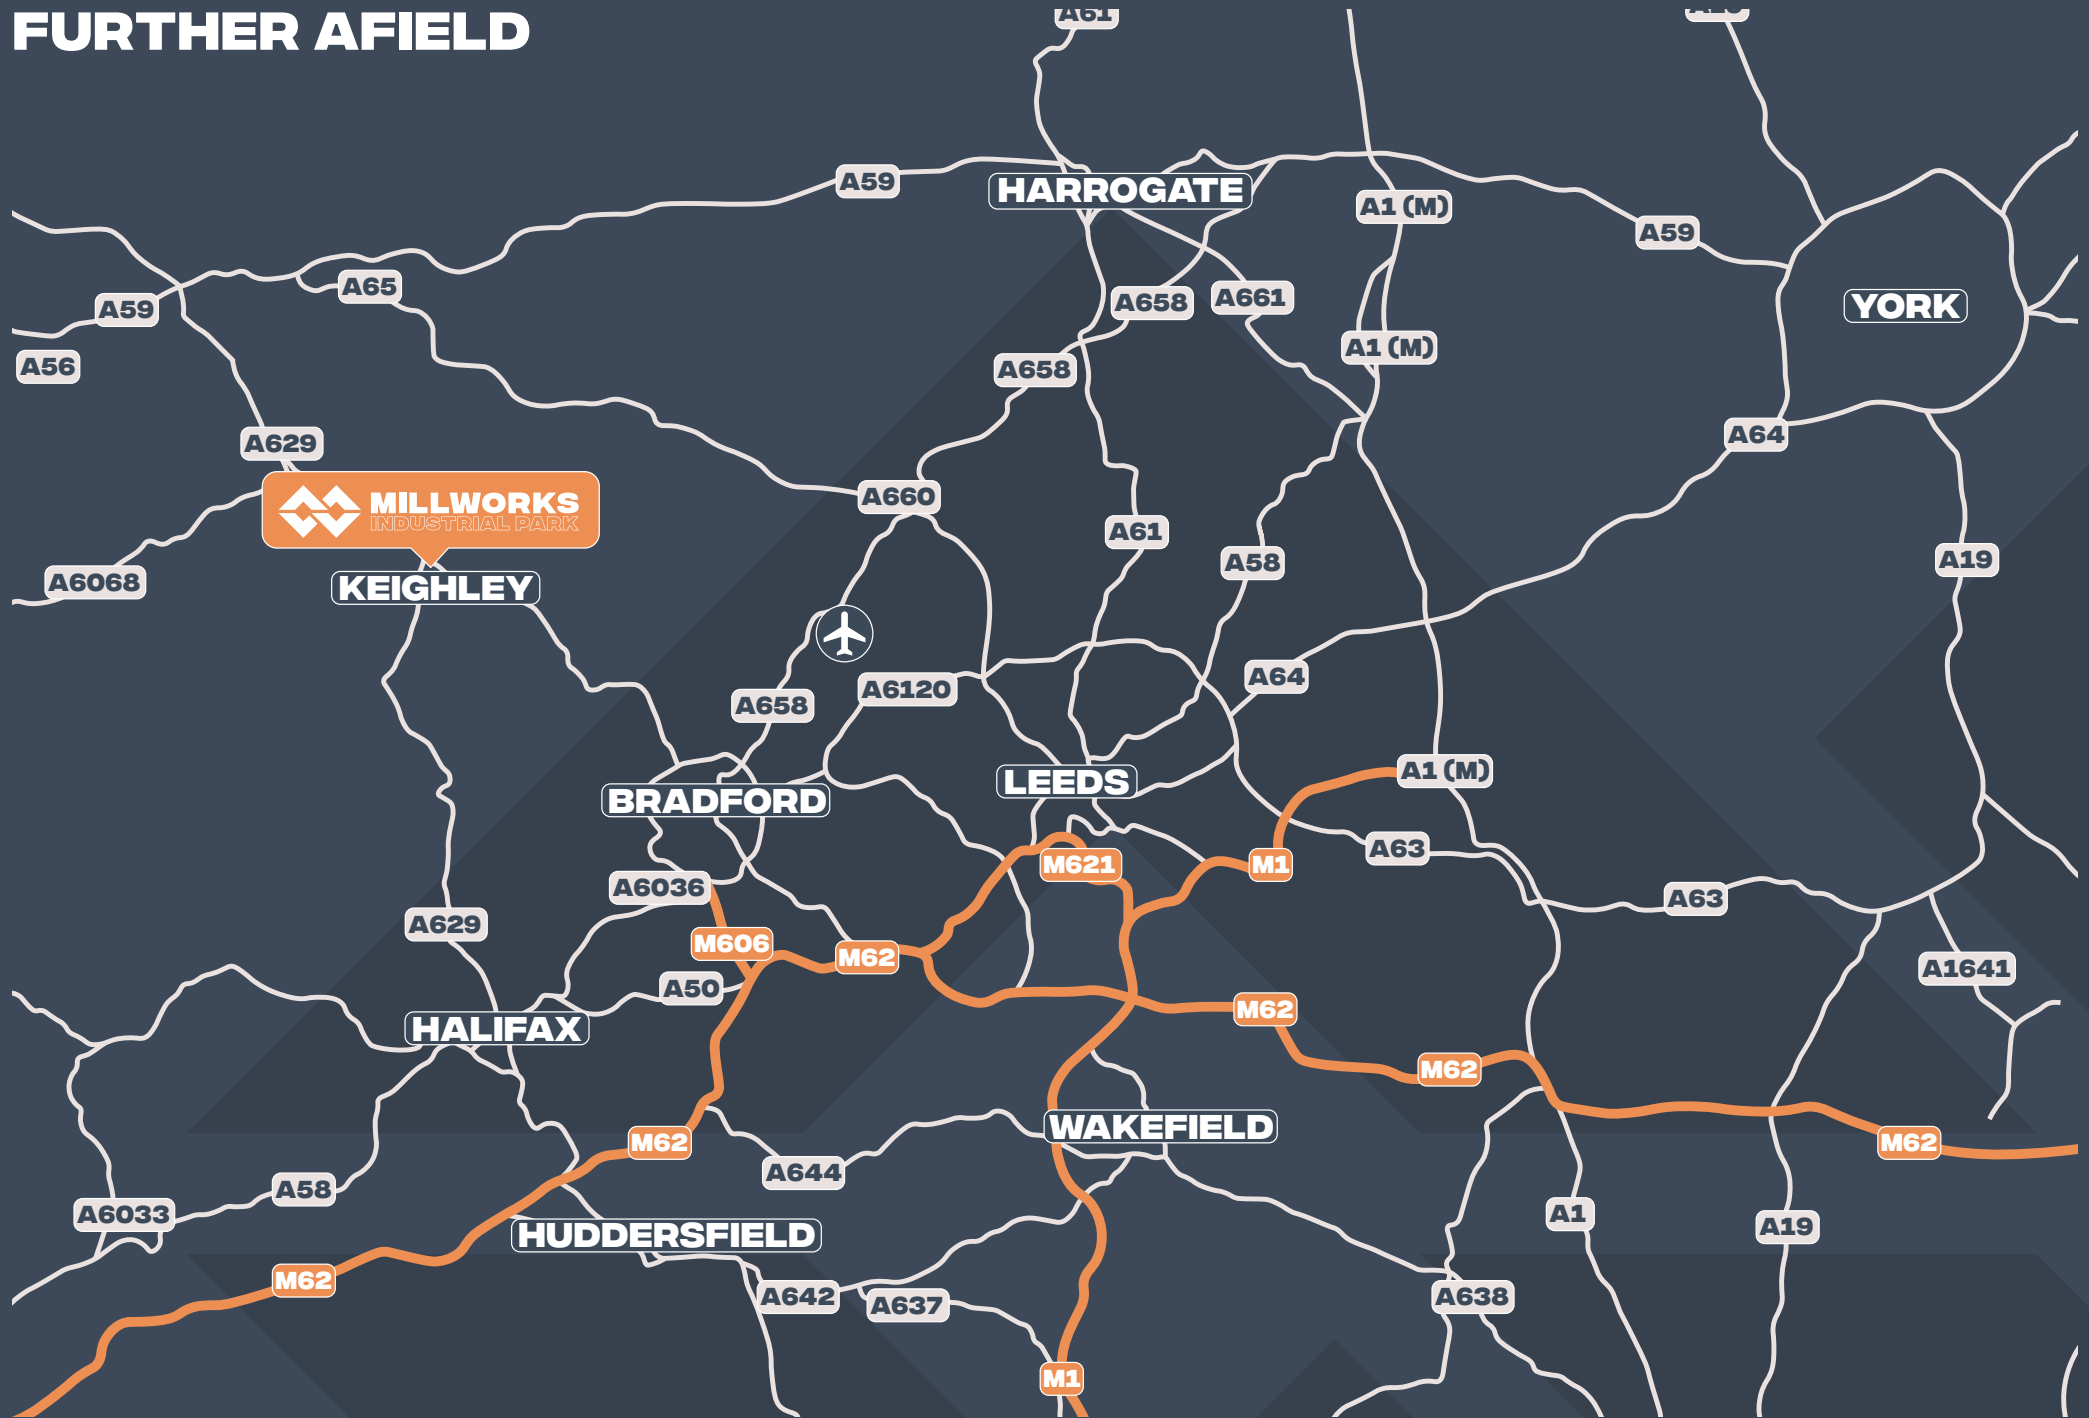 FURTHER AFIELD
A61
A59
HARROGATE
A1 (M)
A59
A65
A59
A658
A661
YORK
A1 (M)
A56
A658
A64
A629
MILLWORKS
INDUSTRIAL PARK
A660
A61
A58
A19
A6068
KEIGHLEY
A64
A6120
A658
LEEDS
A1 (M)
BRADFORD
A63
M621
M1
A6036
A63
A629
M606
M62
A1641
A50
M62
HALIFAX
M62
WAKEFIELD
M62
M62
A644
A58
A6033
A1
A19
HUDDERSFIELD
M62
A642
A637
A638
M1